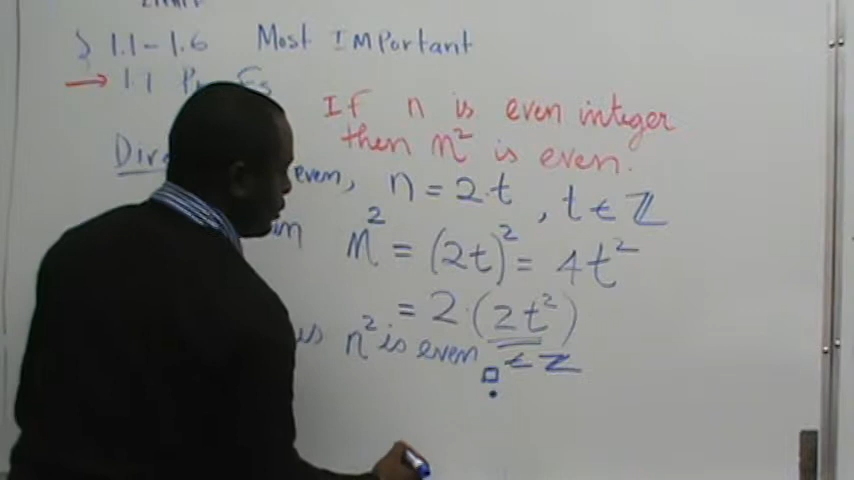 1.1 - 1.6 Most Important
→ 1.1
If n is even integer
then n² is even.
even, n = 2·t , t ∈ ℤ
n² = (2t)² = 4t²
= 2·(2t²)
∈ ℤ
n² is even